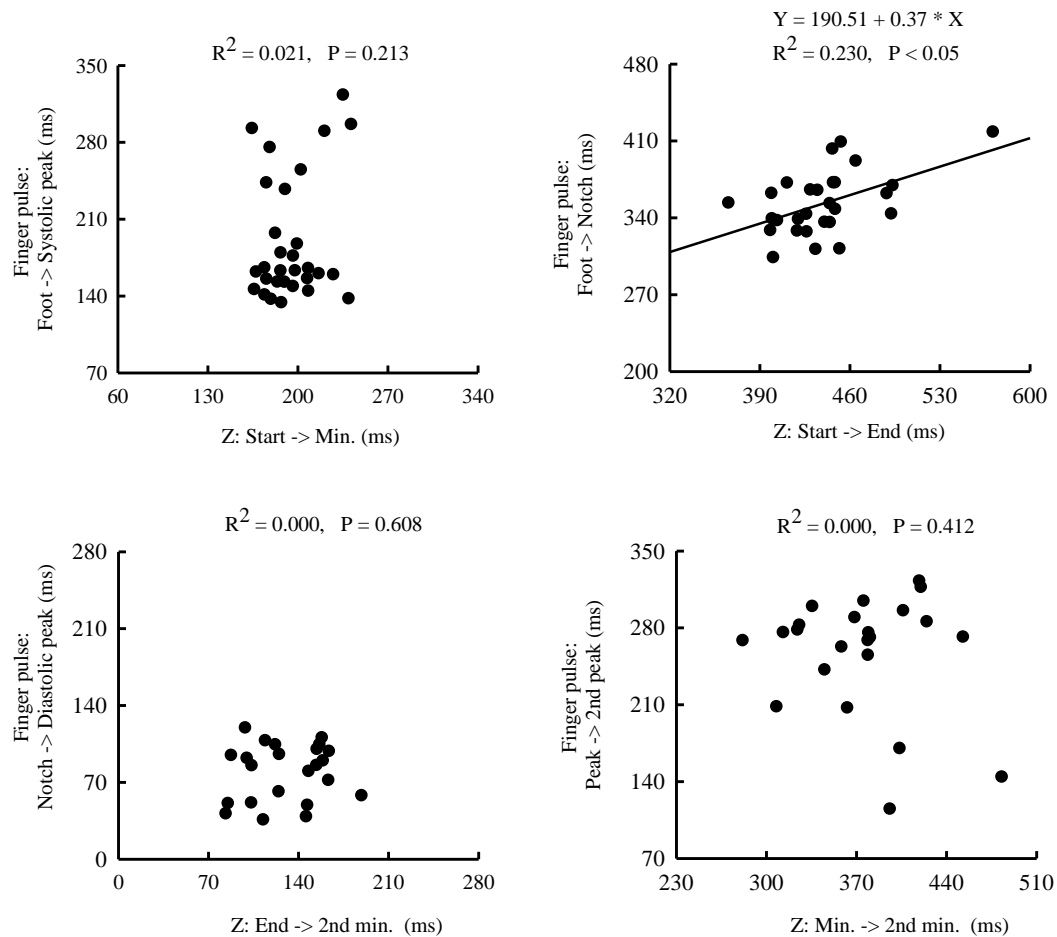 R2 = 0.021, P = 0.213
Finger pulse:
Foot -> Systolic peak (ms)
350
280
210
140
70
60 130 200 270 340
Z: Start -> Min. (ms)
Y = 190.51 + 0.37 * X
R2 = 0.230, P < 0.05
Finger pulse:
Foot -> Notch (ms)
480
410
340
270
200
320 390 460 530 600
Z: Start -> End (ms)
R2 = 0.000, P = 0.608
Finger pulse:
Notch -> Diastolic peak (ms)
280
210
140
70
0
0 70 140 210 280
Z: End -> 2nd min. (ms)
R2 = 0.000, P = 0.412
Finger pulse:
Peak -> 2nd peak (ms)
350
280
210
140
70
230 300 370 440 510
Z: Min. -> 2nd min. (ms)